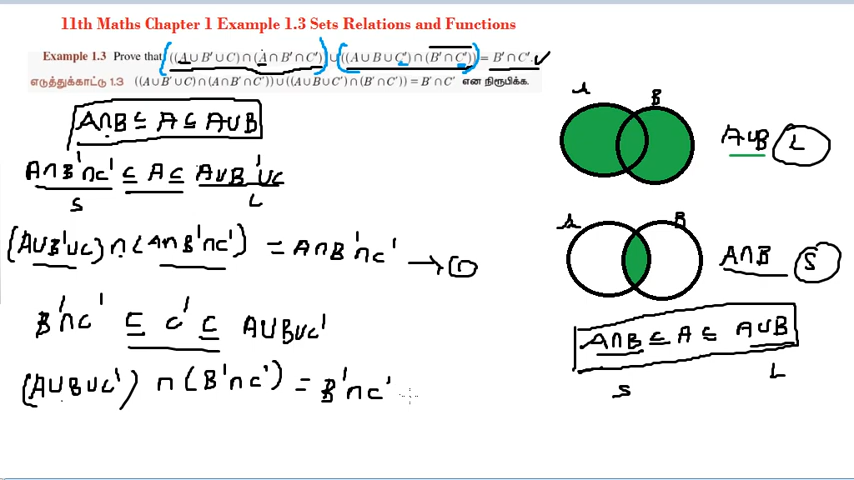 11th Maths Chapter 1 Example 1.3 Sets Relations and Functions
Example 1.3 Prove that ((A∪B'∪C)∩(A∩B'∩C'))∪((A∪B∪C')∩(B'∩C'))=B'∩C'.
எடுத்துக்காட்டு 1.3 ((A∪B'∪C)∩(A∩B'∩C'))∪((A∪B∪C')∩(B'∩C'))=B'∩C' என நிரூபிக்க.
A∩B ⊆ A ⊆ A∪B
A∩B'∩C' ⊆ A ⊆ A∪B'∪C
S L
(A∪B'∪C)∩(A∩B'∩C') = A∩B'∩C' →①
B'∩C' ⊆ C' ⊆ A∪B∪C'
(A∪B∪C')∩(B'∩C') = B'∩C'
A B
A∪B L
A B
A∩B S
A∩B ⊆ A ⊆ A∪B
S L